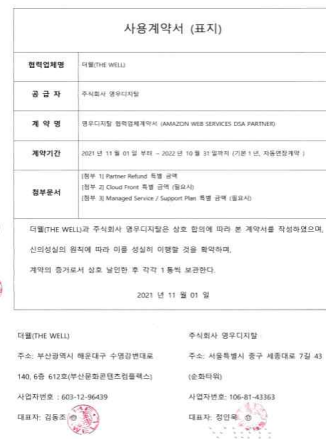 사용계약서 (표지)
협력업체명 더웰(THE WELL)
공 급 자 주식회사 명우디지탈
계 약 명 명우디지탈 협력업체계약서 (AMAZON WEB SERVICES DSA PARTNER)
계약기간 2021 년 11 월 01 일 부터 ~ 2022 년 10 월 31 일까지 (기본 1 년, 자동연장계약 )
첨부문서
[첨부 1] Partner Refund 특별 금액
[첨부 2] Cloud Front 특별 금액 (필요시)
[첨부 3] Managed Service / Support Plan 특별 금액 (필요시)
더웰(THE WELL)과 주식회사 명우디지탈은 상호 합의에 따라 본 계약서를 작성하였으며,
신의성실의 원칙에 따라 이를 성실히 이행할 것을 확약하며,
계약의 증거로서 상호 날인한 후 각각 1 통씩 보관한다.
2021 년 11 월 01 일
더웰(THE WELL)
주소: 부산광역시 해운대구 수영강변대로
140, 6층 612호(부산문화콘텐츠컴플렉스)
사업자번호 : 603-12-96439
대표자: 김동조
주식회사 명우디지탈
주소: 서울특별시 중구 세종대로 7길 43
(순화타워)
사업자번호: 106-81-43363
대표자: 정인욱